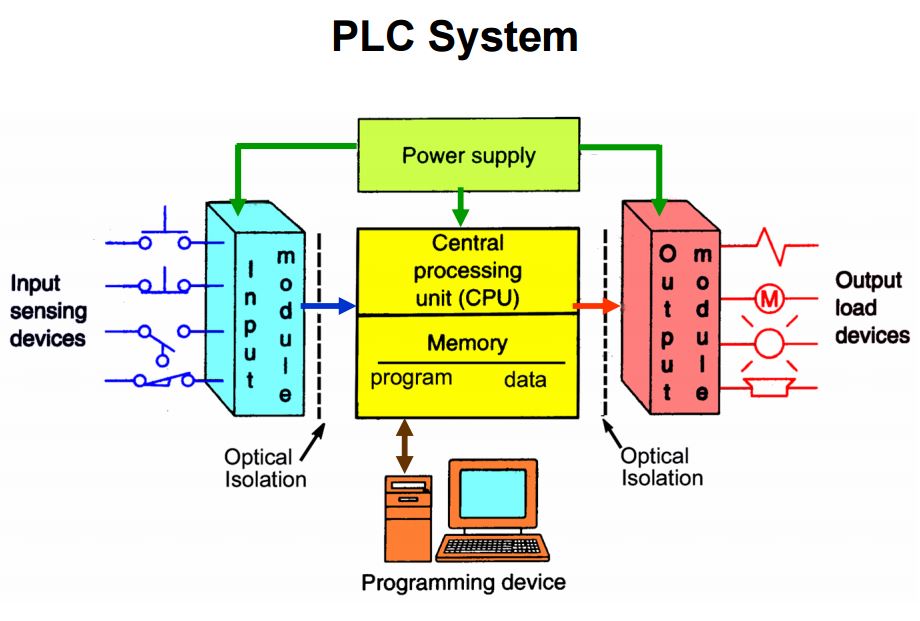 PLC System
Power supply
Input
sensing
devices
Input
module
Central
processing
unit (CPU)
Memory
program data
Output
module
M
Output
load
devices
Optical
Isolation
Optical
Isolation
Programming device